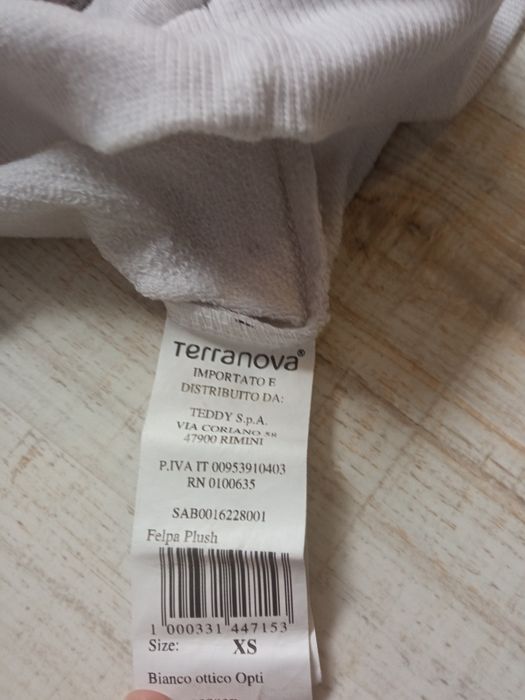 Terranova®
IMPORTATO E
DISTRIBUITO DA:
TEDDY S.p.A.
VIA CORIANO 58
47900 RIMINI
P.IVA IT 00953910403
RN 0100635
SAB0016228001
Felpa Plush
1 000331 447153
Size: XS
Bianco ottico Opti